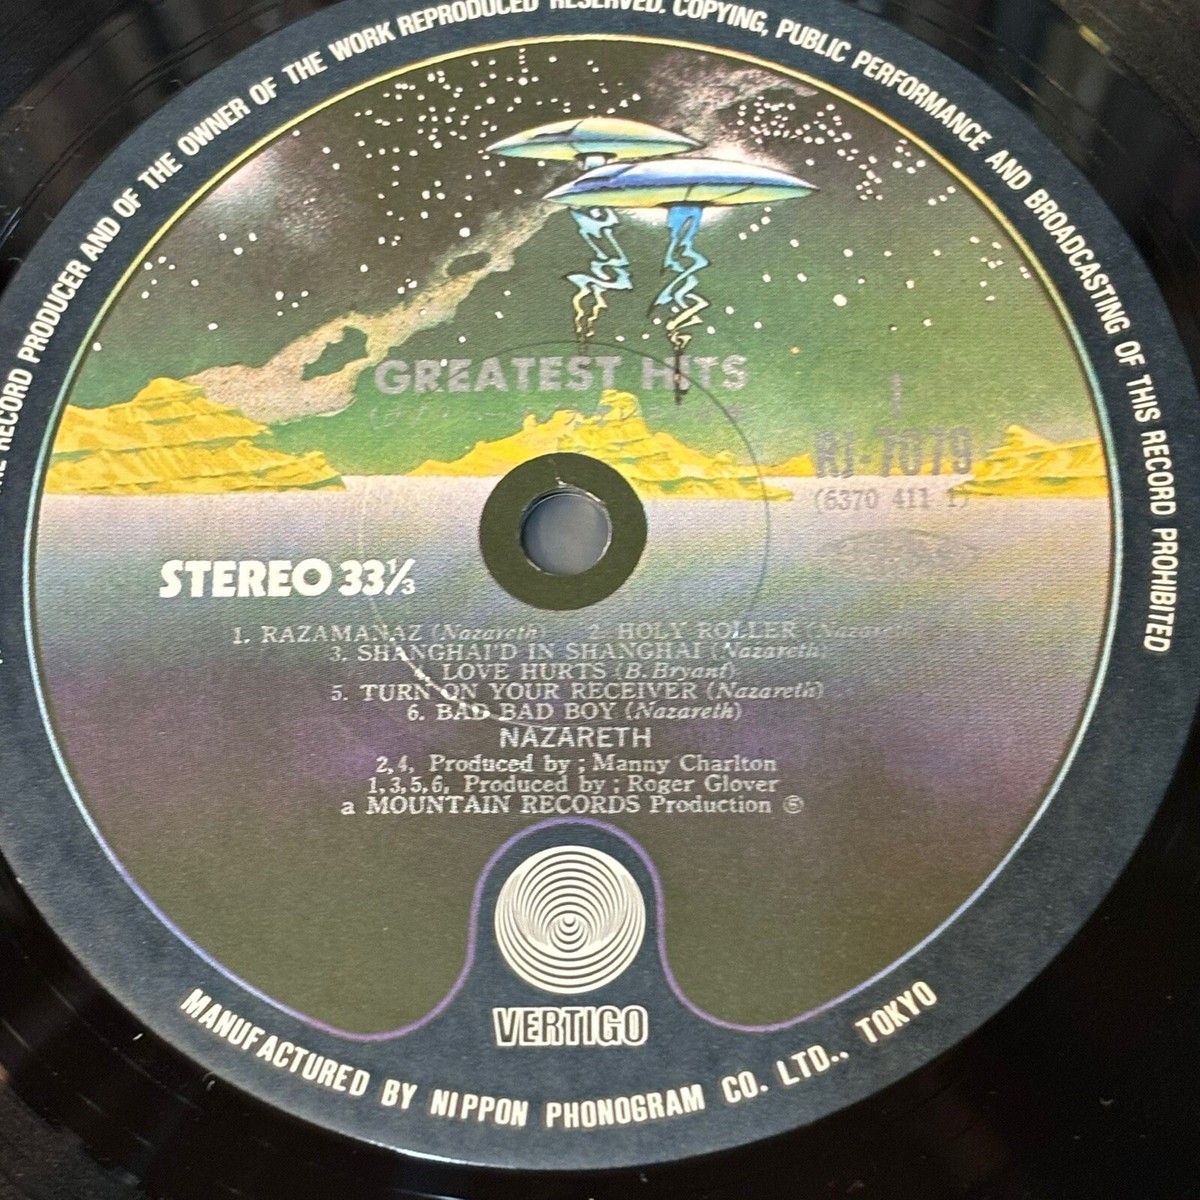 RECORD PRODUCER AND OF THE OWNER OF THE WORK REPRODUCED RESERVED. COPYING, PUBLIC PERFORMANCE AND BROADCASTING OF THIS RECORD PROHIBITED
GREATEST HITS
1
RJ-7079
(6370 411 1)
STEREO 33⅓
1. RAZAMANAZ (Nazareth) 2. HOLY ROLLER (Nazareth)
3. SHANGHAI'D IN SHANGHAI (Nazareth)
4. LOVE HURTS (B. Bryant)
5. TURN ON YOUR RECEIVER (Nazareth)
6. BAD BAD BOY (Nazareth)
NAZARETH
2,4, Produced by ; Manny Charlton
1,3,5,6, Produced by ; Roger Glover
a MOUNTAIN RECORDS Production
VERTIGO
MANUFACTURED BY NIPPON PHONOGRAM CO. LTD., TOKYO